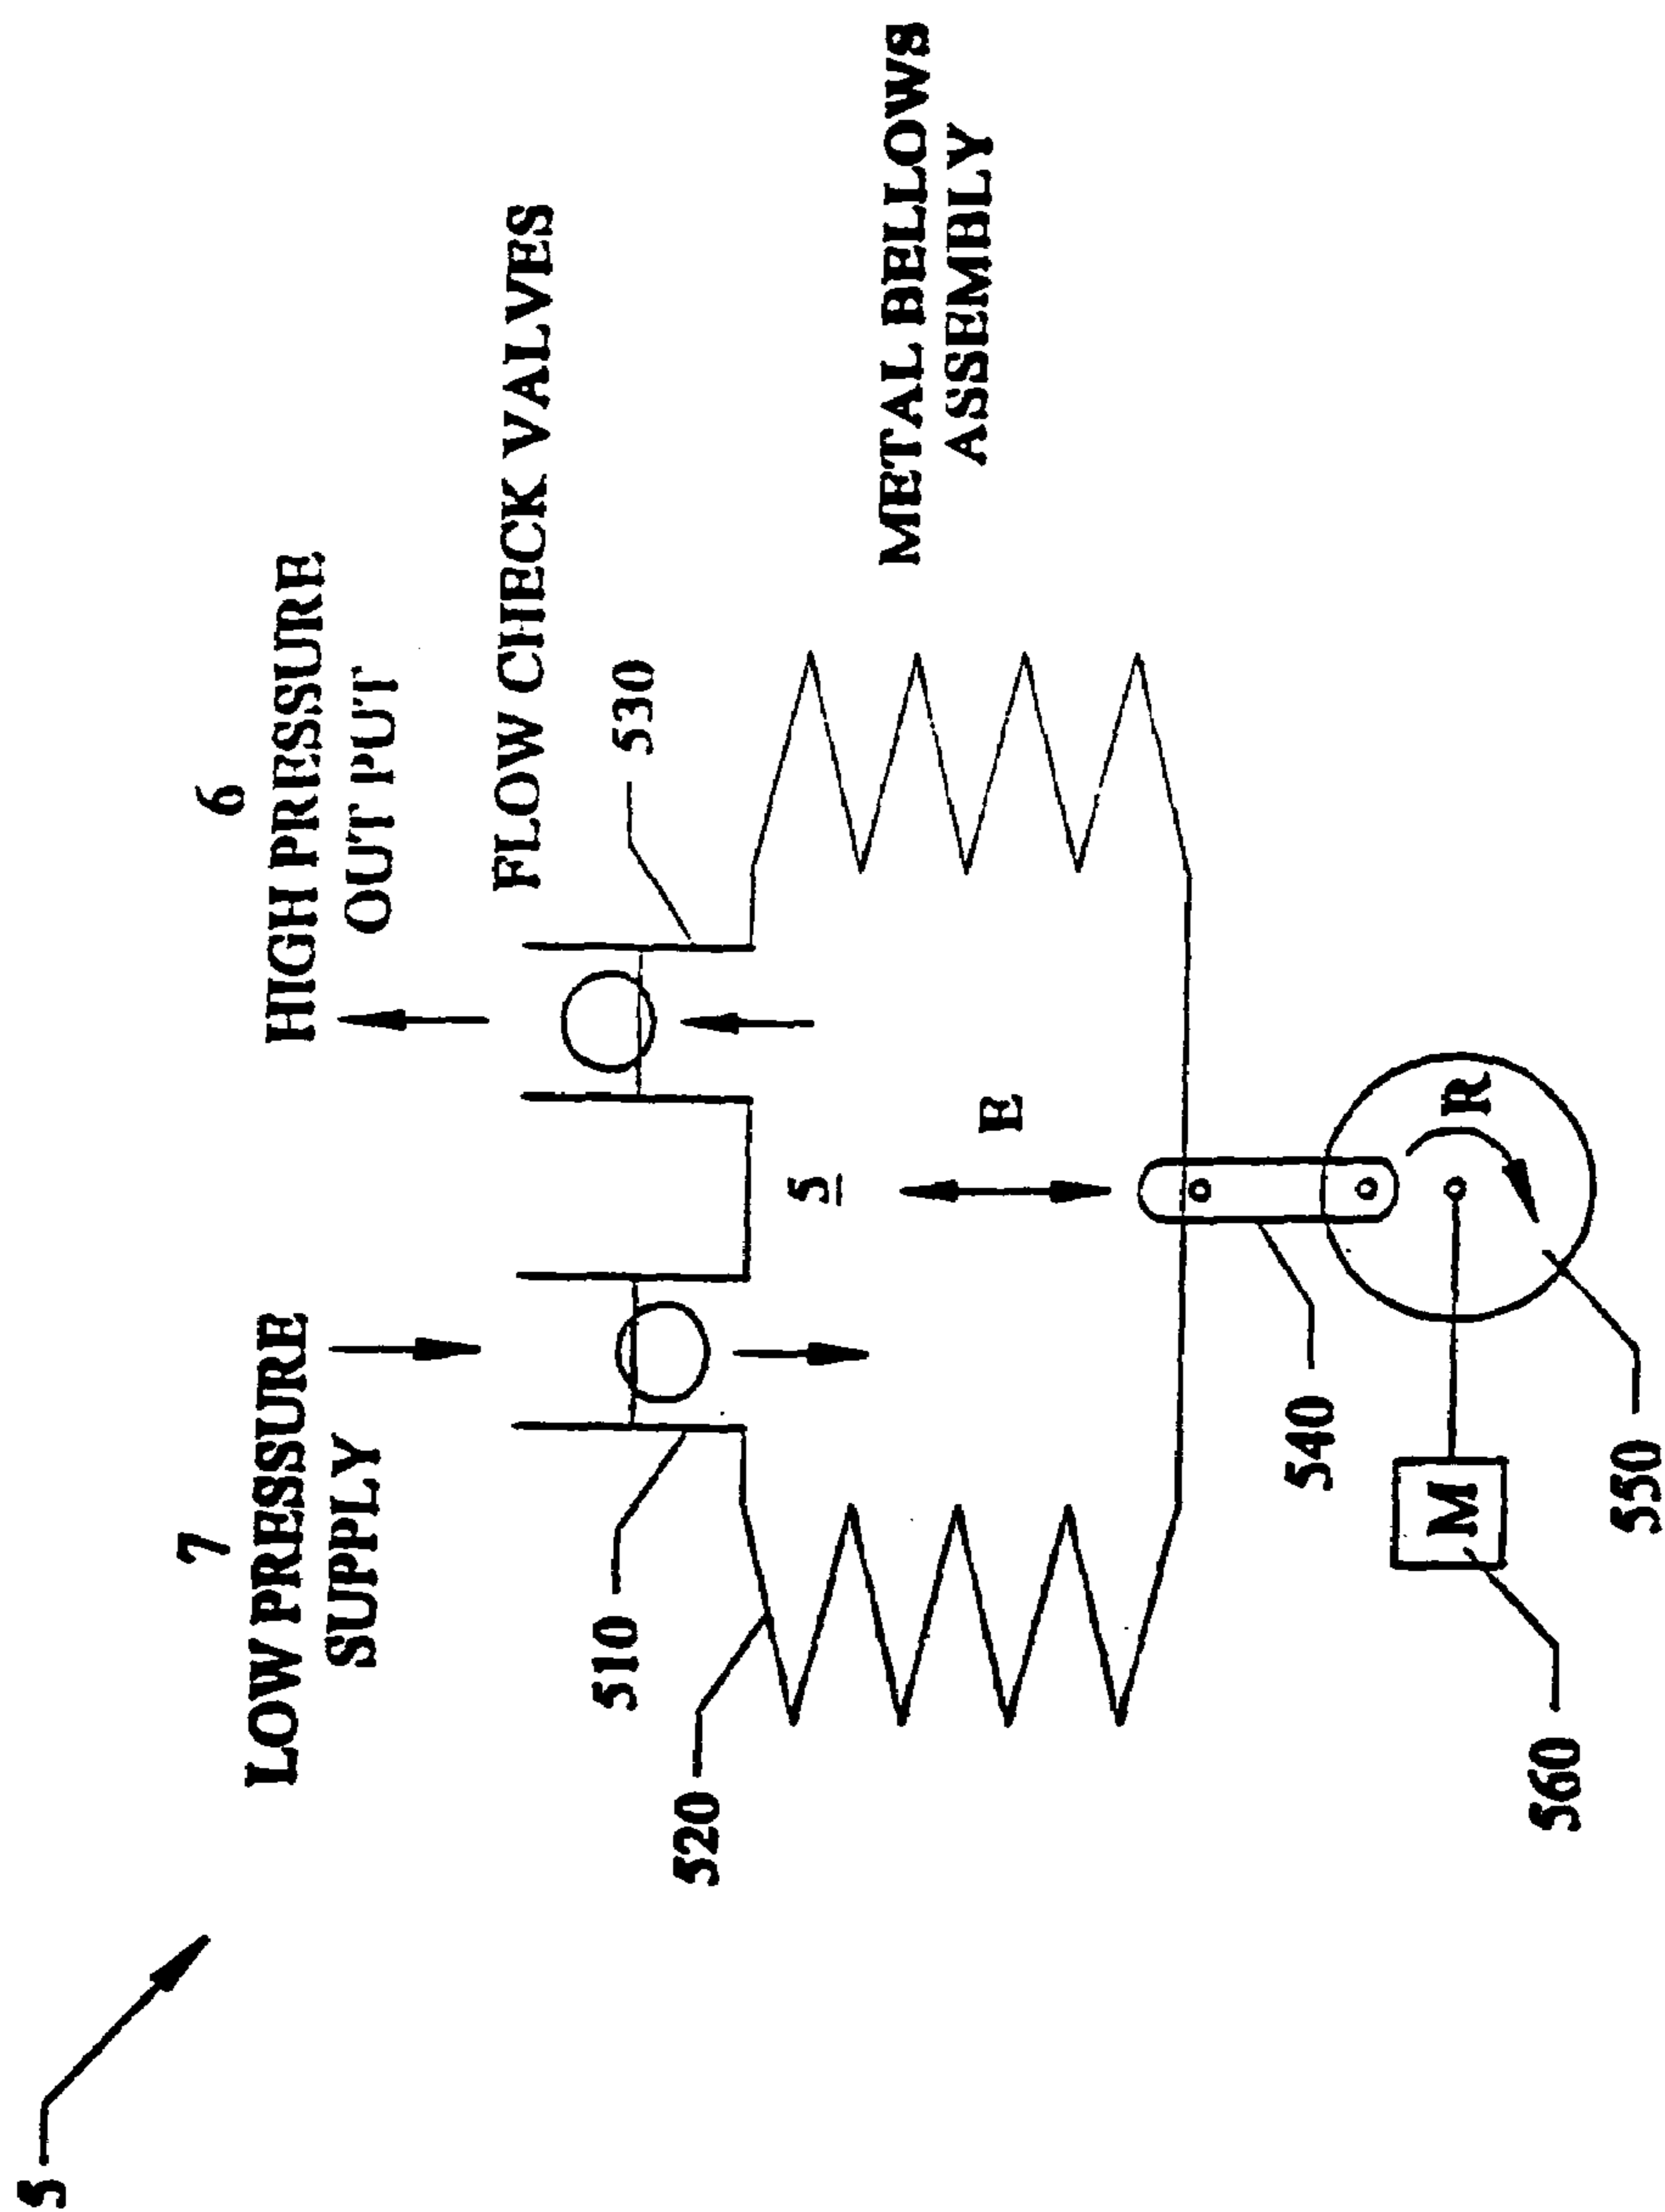 5
7
LOW PRESSURE
SUPPLY
6
HIGH PRESSURE
OUT PUT
FLOW CHECK VALVES
510
530
520
5
METAL BELLOWS
ASSEMBLY
E
540
R
M
560
550